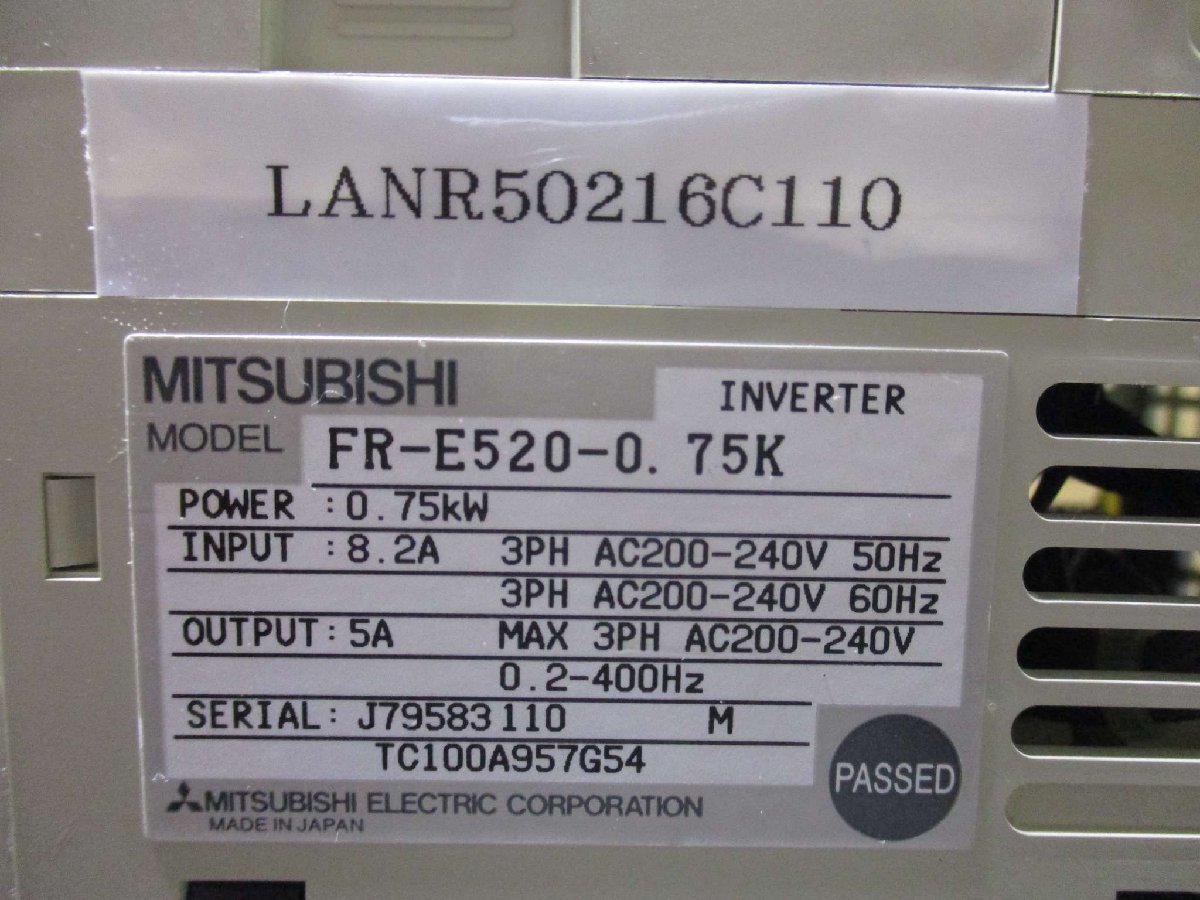 LANR50216C110
MITSUBISHI
INVERTER
MODEL FR-E520-0.75K
POWER :0.75kW
INPUT :8.2A 3PH AC200-240V 50Hz
3PH AC200-240V 60Hz
OUTPUT:5A MAX 3PH AC200-240V
0.2-400Hz
SERIAL: J79583110 M
TC100A957G54
PASSED
MITSUBISHI ELECTRIC CORPORATION
MADE IN JAPAN